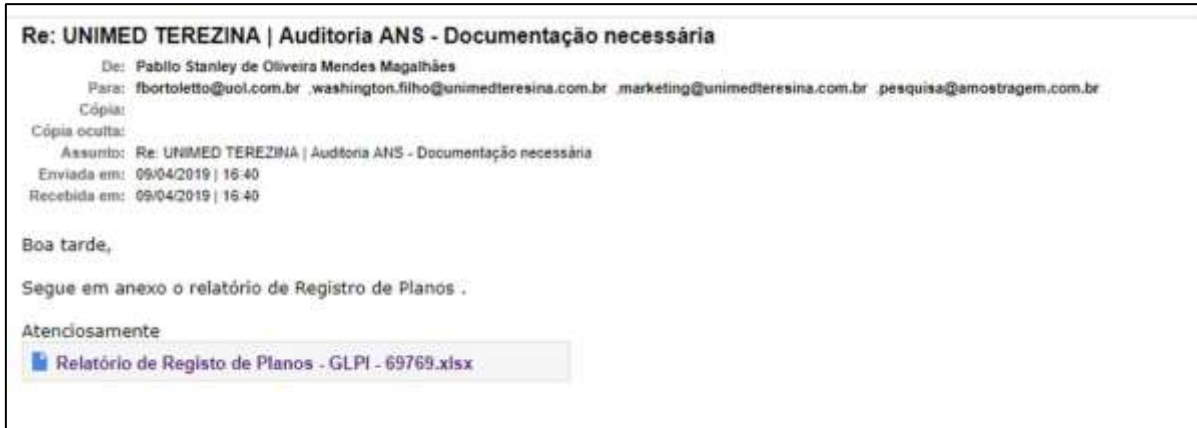 Re: UNIMED TEREZINA | Auditoria ANS - Documentação necessária
De: Pabllo Stanley de Oliveira Mendes Magalhães
Para: fbortoletto@uol.com.br ,washington.filho@unimedteresina.com.br ,marketing@unimedteresina.com.br ,pesquisa@amostragem.com.br
Cópia:
Cópia oculta:
Assunto: Re: UNIMED TEREZINA | Auditoria ANS - Documentação necessária
Enviada em: 09/04/2019 | 16:40
Recebida em: 09/04/2019 | 16:40
Boa tarde,
Segue em anexo o relatório de Registro de Planos .
Atenciosamente
Relatório de Registo de Planos - GLPI - 69769.xlsx